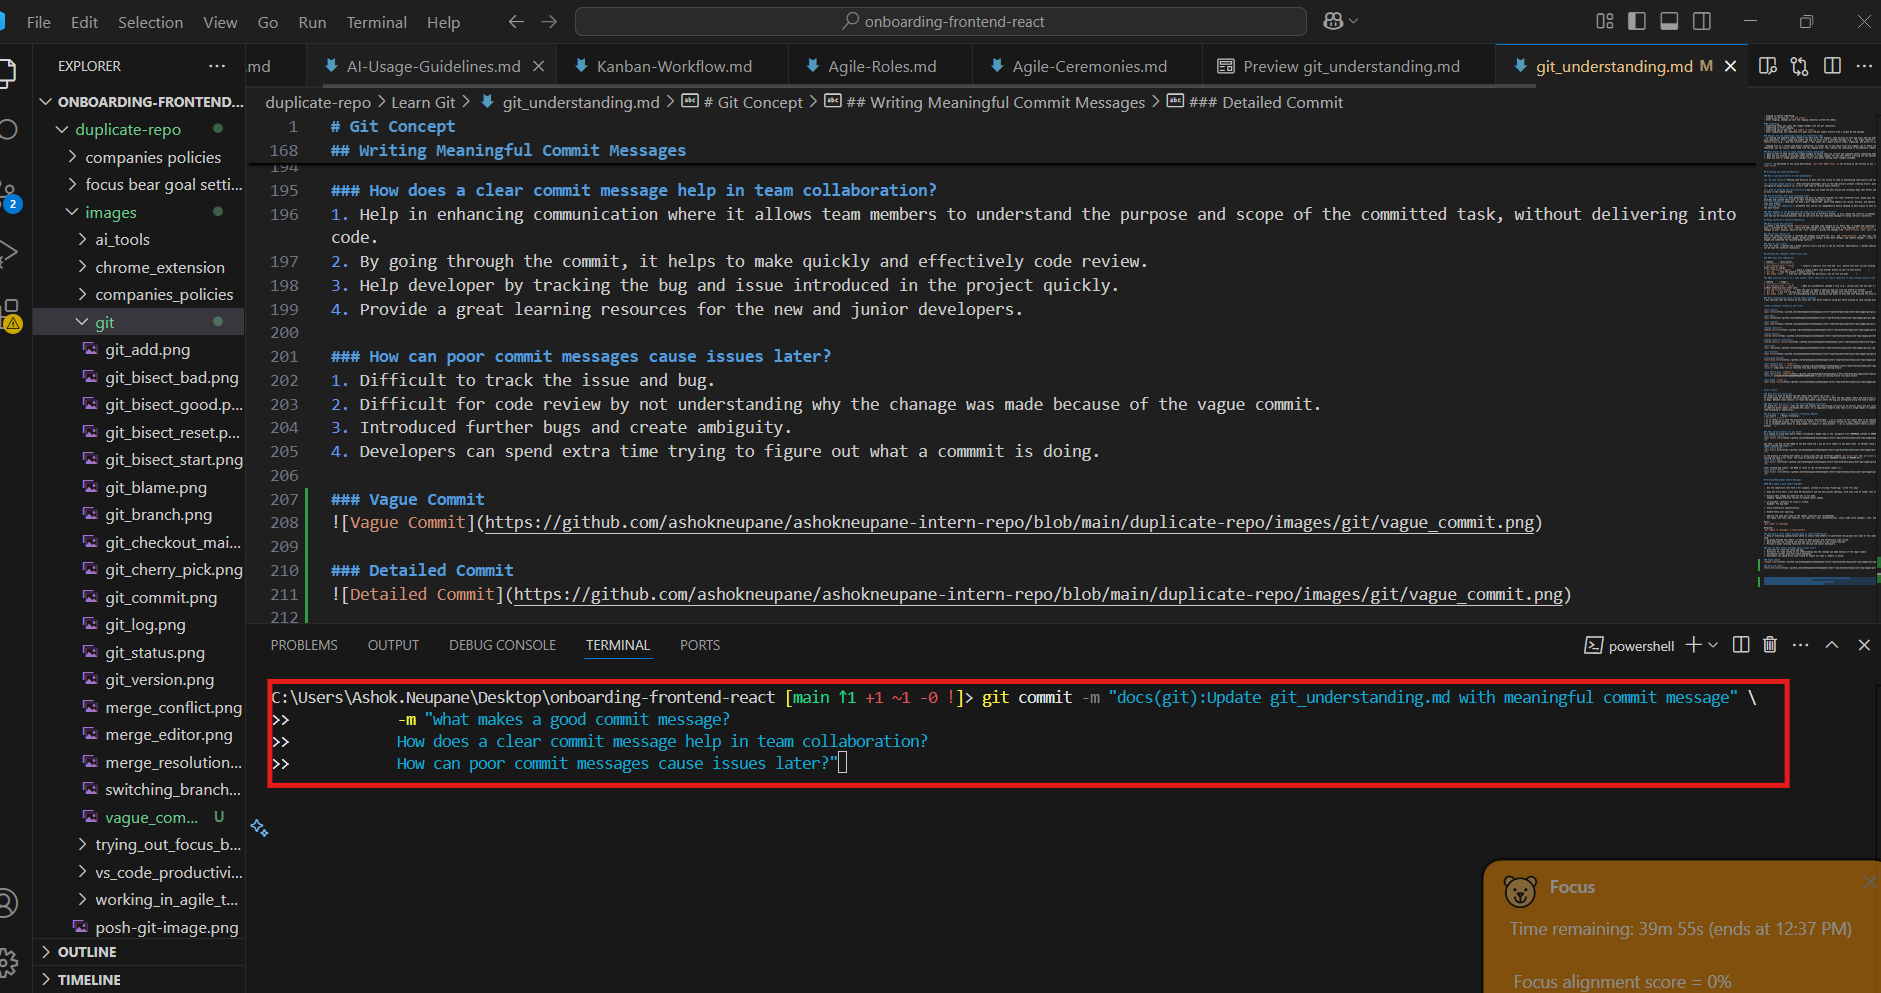 File Edit Selection View Go Run Terminal Help onboarding-frontend-react
EXPLORER
.md AI-Usage-Guidelines.md Kanban-Workflow.md Agile-Roles.md Agile-Ceremonies.md Preview git_understanding.md git_understanding.md M
ONBOARDING-FRONTEND...
duplicate-repo
companies policies
focus bear goal setti...
images
ai_tools
chrome_extension
companies_policies
git
git_add.png
git_bisect_bad.png
git_bisect_good.p...
git_bisect_reset.p...
git_bisect_start.png
git_blame.png
git_branch.png
git_checkout_mai...
git_cherry_pick.png
git_commit.png
git_log.png
git_status.png
git_version.png
merge_conflict.png
merge_editor.png
merge_resolution...
switching_branch...
vague_com... U
trying_out_focus_b...
vs_code_productivi...
working_in_agile_t...
posh-git-image.png
OUTLINE
TIMELINE
2
duplicate-repo > Learn Git > git_understanding.md > # Git Concept > ## Writing Meaningful Commit Messages > ### Detailed Commit
1 # Git Concept
168 ## Writing Meaningful Commit Messages
194
195 ### How does a clear commit message help in team collaboration?
196 1. Help in enhancing communication where it allows team members to understand the purpose and scope of the committed task, without delivering into
code.
197 2. By going through the commit, it helps to make quickly and effectively code review.
198 3. Help developer by tracking the bug and issue introduced in the project quickly.
199 4. Provide a great learning resources for the new and junior developers.
200
201 ### How can poor commit messages cause issues later?
202 1. Difficult to track the issue and bug.
203 2. Difficult for code review by not understanding why the chanage was made because of the vague commit.
204 3. Introduced further bugs and create ambiguity.
205 4. Developers can spend extra time trying to figure out what a commmit is doing.
206
207 ### Vague Commit
208 ![Vague Commit](https://github.com/ashokneupane/ashokneupane-intern-repo/blob/main/duplicate-repo/images/git/vague_commit.png)
209
210 ### Detailed Commit
211 ![Detailed Commit](https://github.com/ashokneupane/ashokneupane-intern-repo/blob/main/duplicate-repo/images/git/vague_commit.png)
212
PROBLEMS OUTPUT DEBUG CONSOLE TERMINAL PORTS powershell
C:\Users\Ashok.Neupane\Desktop\onboarding-frontend-react [main ↑1 +1 ~1 -0 !]> git commit -m "docs(git):Update git_understanding.md with meaningful commit message" \
>> -m "what makes a good commit message?
>> How does a clear commit message help in team collaboration?
>> How can poor commit messages cause issues later?"
Focus
Time remaining: 39m 55s (ends at 12:37 PM)
Focus alignment score = 0%